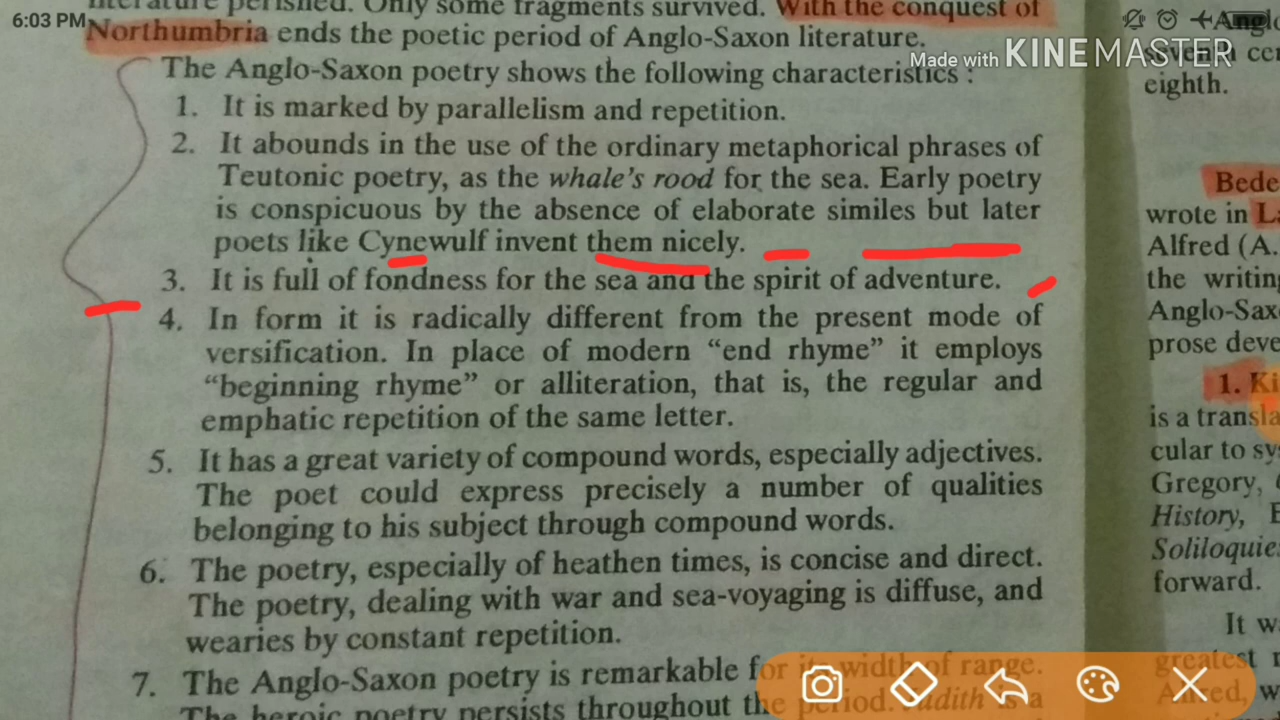 6:03 PM
literature perished. Only some fragments survived. With the conquest of
Northumbria ends the poetic period of Anglo-Saxon literature.
Made with KINEMASTER
The Anglo-Saxon poetry shows the following characteristics :
1. It is marked by parallelism and repetition.
2. It abounds in the use of the ordinary metaphorical phrases of
Teutonic poetry, as the whale's rood for the sea. Early poetry
is conspicuous by the absence of elaborate similes but later
poets like Cynewulf invent them nicely.
3. It is full of fondness for the sea and the spirit of adventure.
4. In form it is radically different from the present mode of
versification. In place of modern “end rhyme” it employs
“beginning rhyme” or alliteration, that is, the regular and
emphatic repetition of the same letter.
5. It has a great variety of compound words, especially adjectives.
The poet could express precisely a number of qualities
belonging to his subject through compound words.
6. The poetry, especially of heathen times, is concise and direct.
The poetry, dealing with war and sea-voyaging is diffuse, and
wearies by constant repetition.
7. The Anglo-Saxon poetry is remarkable for its width of range.
The heroic poetry persists throughout the period. Judith is a
eighth.
Bede
wrote in
Alfred (A.
the writing
Anglo-Sax
prose deve
1. Ki
is a transla
cular to sy
Gregory,
History,
Soliloquie
forward.
It w
greatest